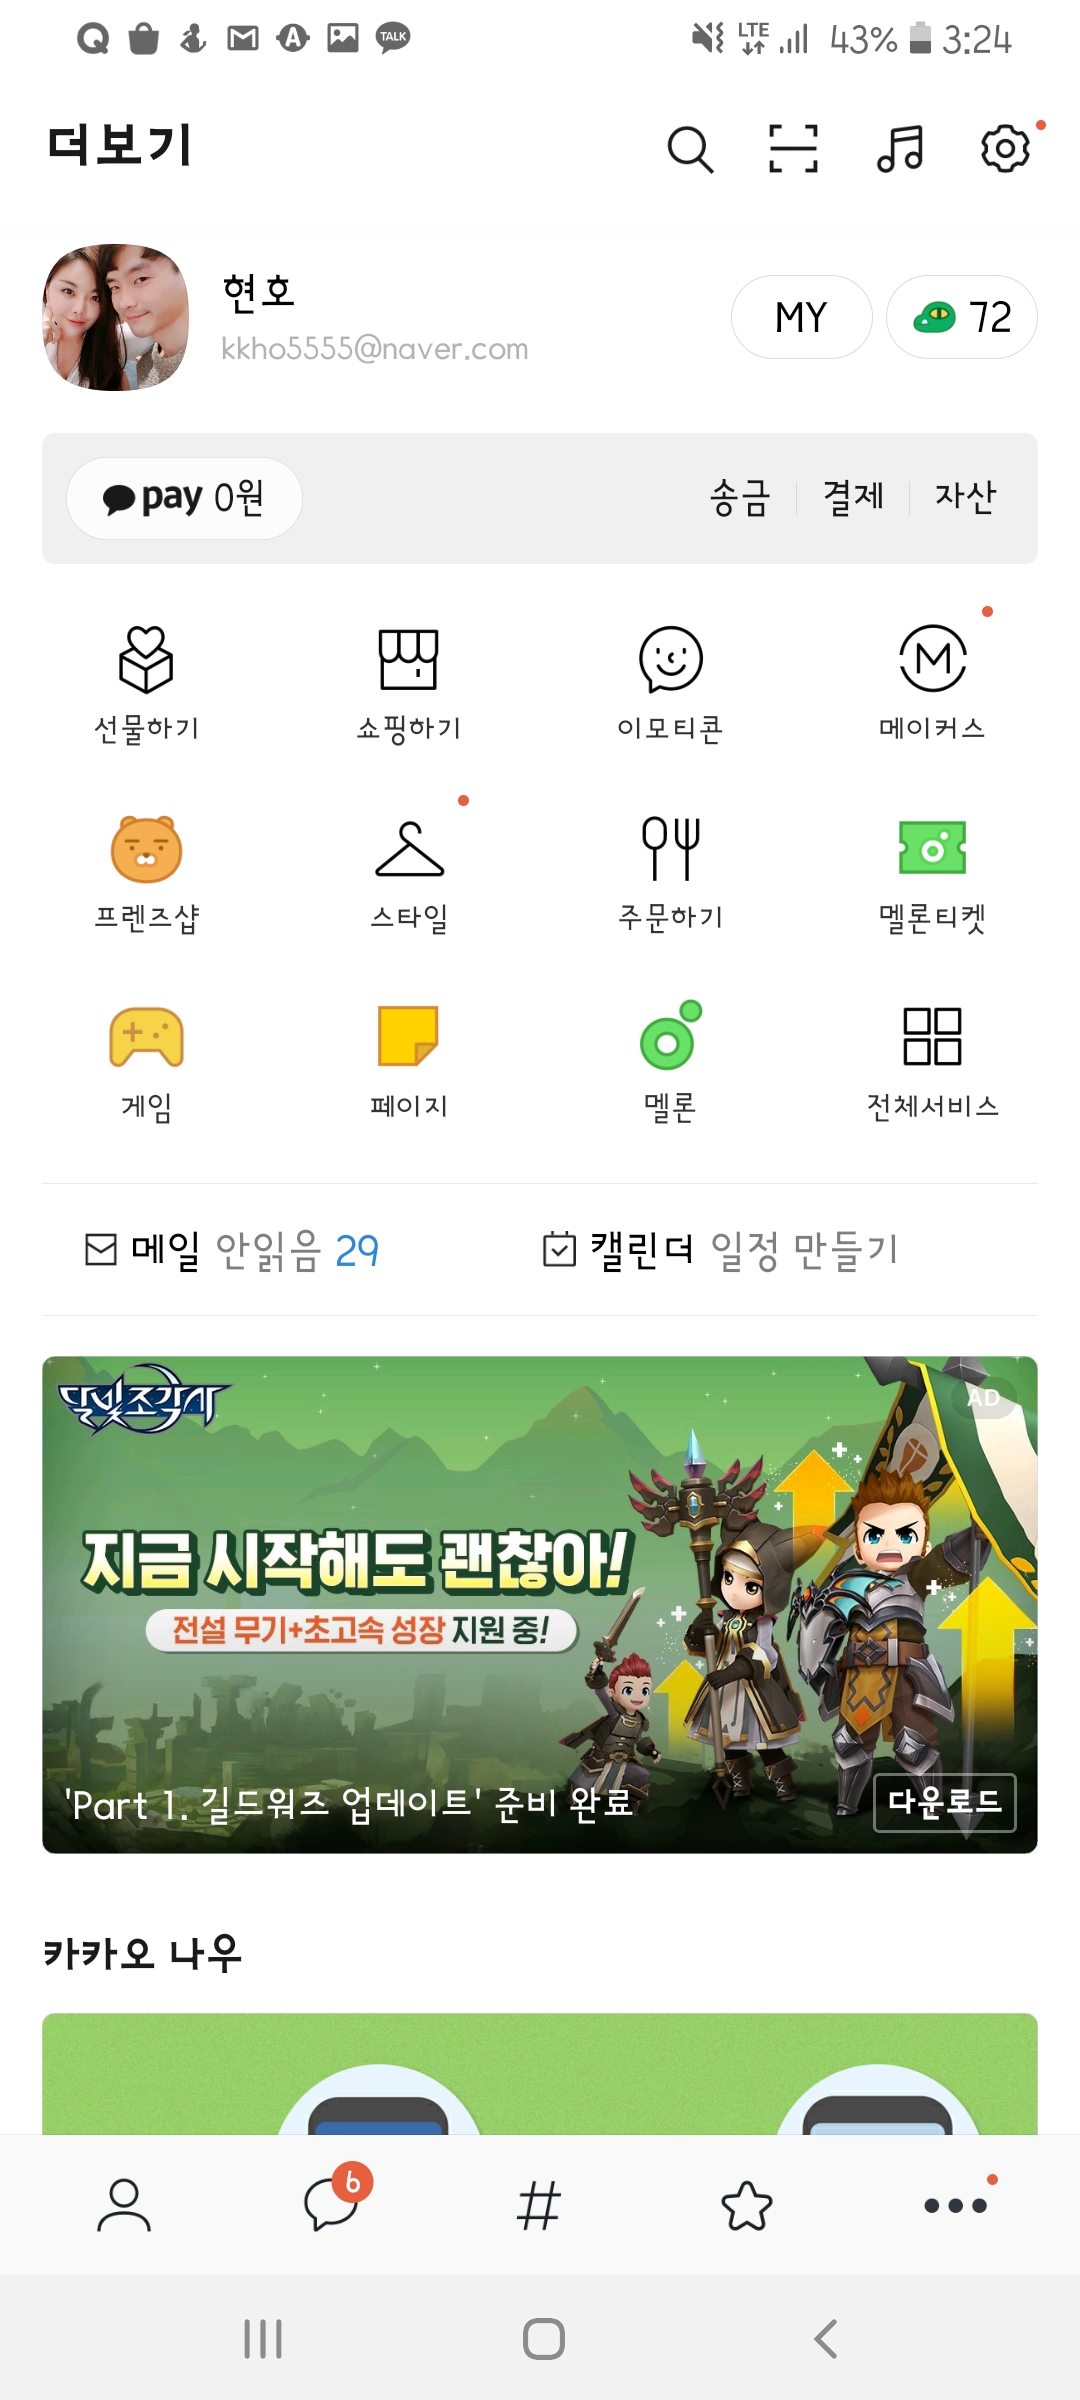 TALK LTE 43% 3:24
더보기
현호
kkho5555@naver.com
MY 72
pay 0원 송금 결제 자산
선물하기 쇼핑하기 이모티콘 메이커스
프렌즈샵 스타일 주문하기 멜론티켓
게임 페이지 멜론 전체서비스
메일 안읽음 29 캘린더 일정 만들기
달빛조각사 AD
지금 시작해도 괜찮아!
전설 무기+초고속 성장 지원 중!
'Part 1. 길드워즈 업데이트' 준비 완료 다운로드
카카오 나우
6